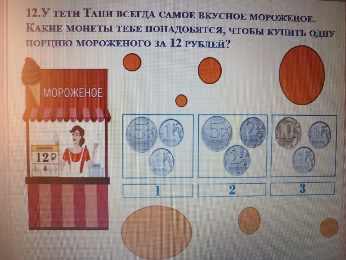 12.У тети Тани всегда самое вкусное мороженое.
Какие монеты тебе понадобятся, чтобы купить одну
порцию мороженого за 12 рублей?
МОРОЖЕНОЕ
12 ₽
1 2 3